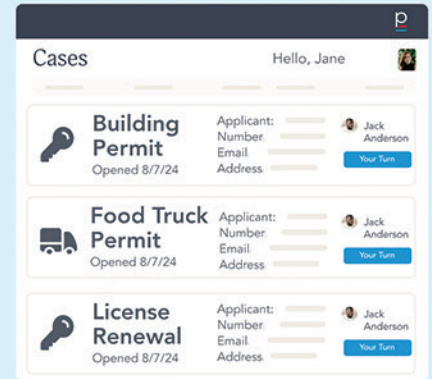 p
Cases
Hello, Jane
Building
Permit
Opened 8/7/24
Applicant:
Number
Email
Address
Jack
Anderson
Your Turn
Food Truck
Permit
Opened 8/7/24
Applicant:
Number
Email
Address
Jack
Anderson
Your Turn
License
Renewal
Opened 8/7/24
Applicant:
Number
Email
Address
Jack
Anderson
Your Turn